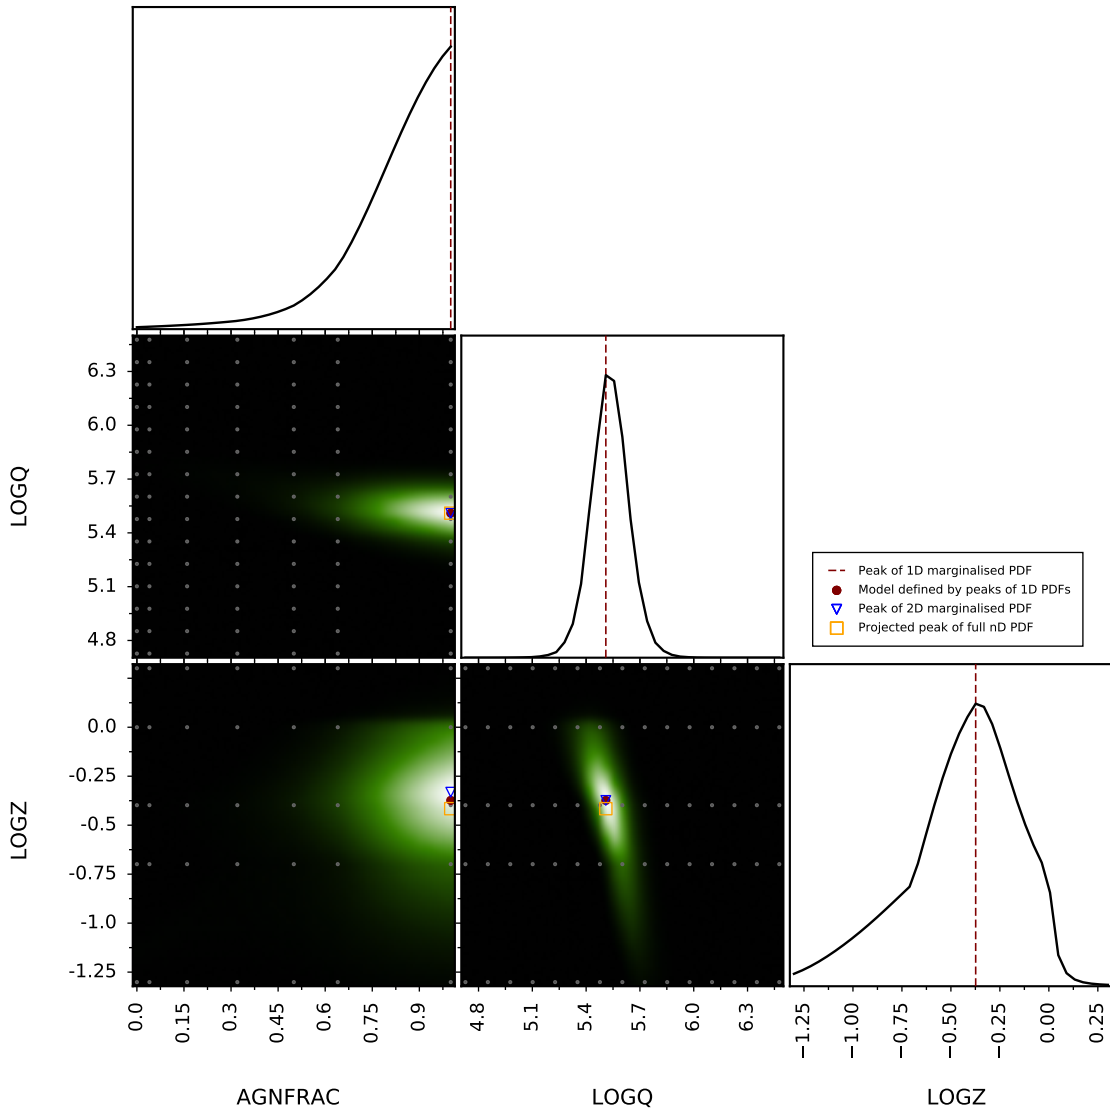 6.3
6.0
5.7
5.4
5.1
4.8
LOGQ
Peak of 1D marginalised PDF
Model defined by peaks of 1D PDFs
Peak of 2D marginalised PDF
Projected peak of full nD PDF
0.0
-0.25
-0.5
-0.75
-1.0
-1.25
LOGZ
0.0 0.15 0.3 0.45 0.6 0.75 0.9
4.8 5.1 5.4 5.7 6.0 6.3
−1.25 −1.00 −0.75 −0.50 −0.25 0.00 0.25
AGNFRAC LOGQ LOGZ